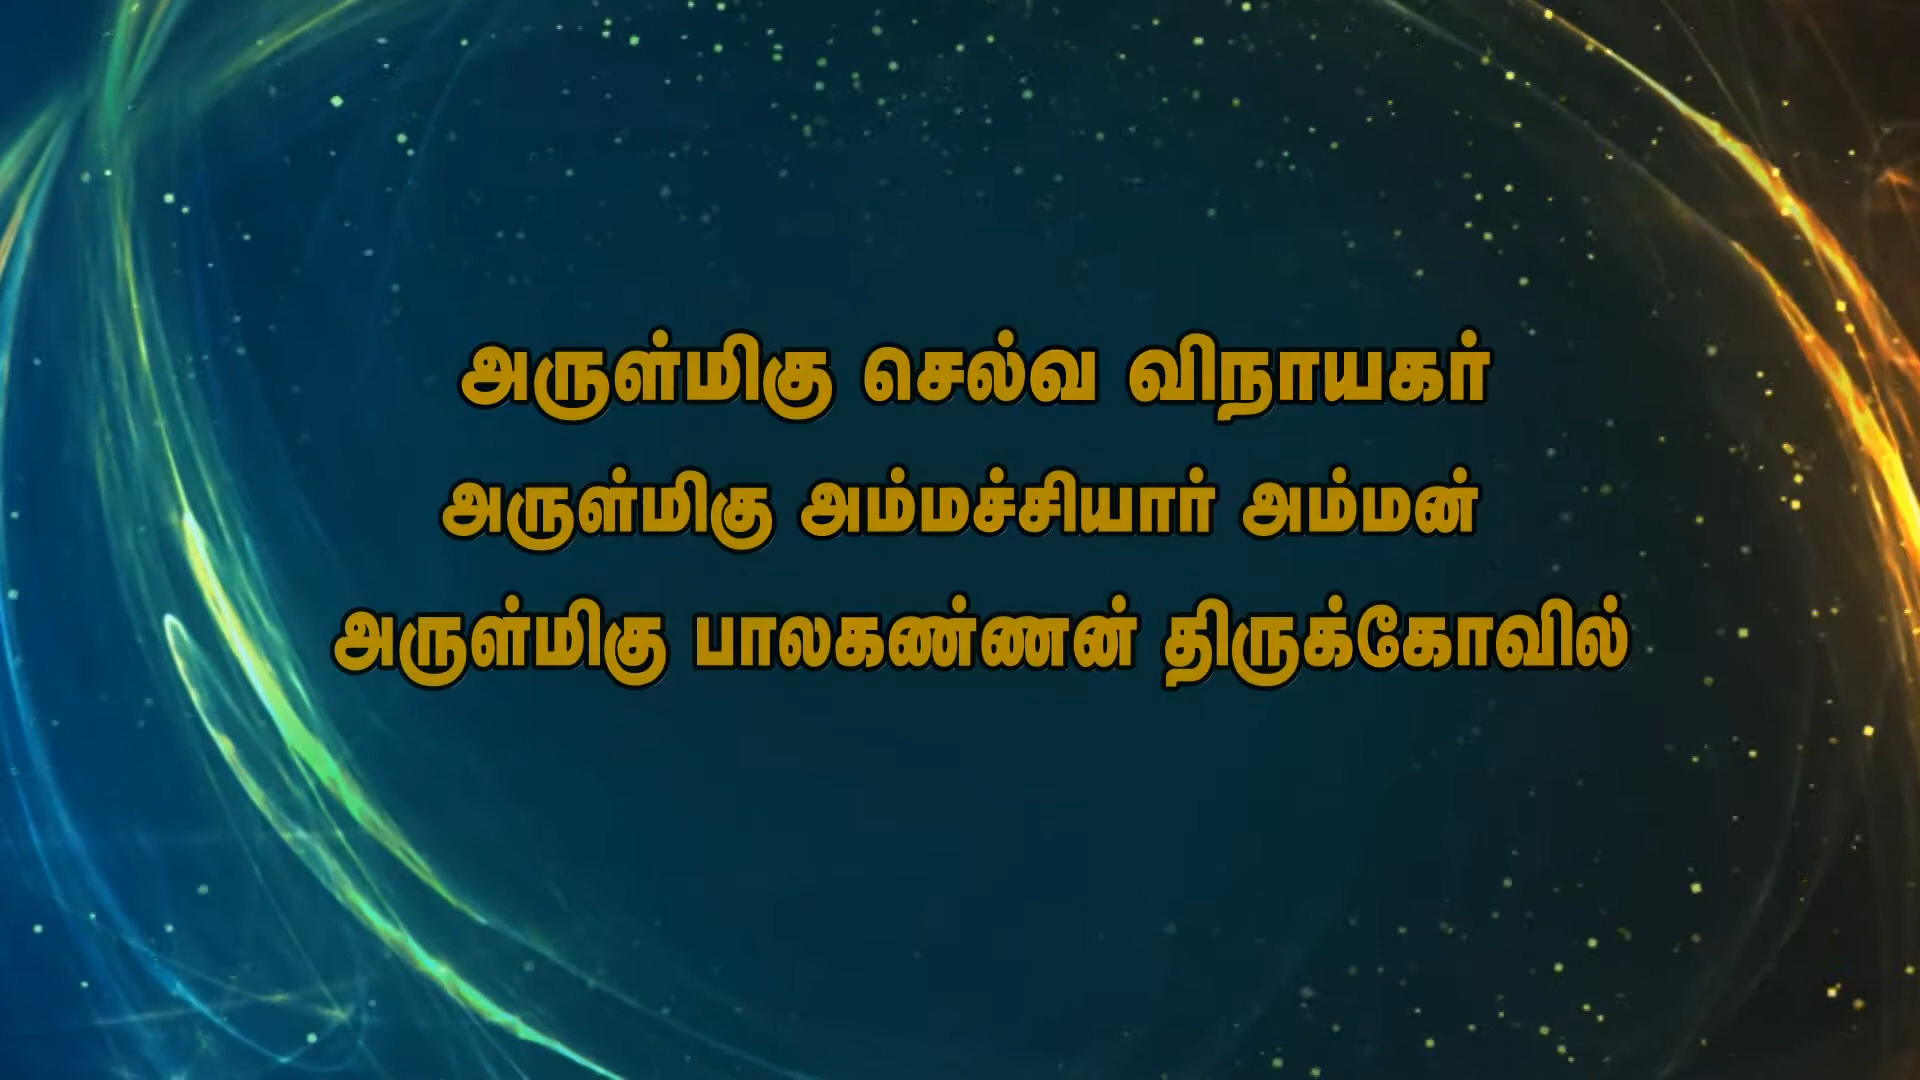 அருள்மிகு செல்வ விநாயகர்
அருள்மிகு அம்மச்சியார் அம்மன்
அருள்மிகு பாலகண்ணன் திருக்கோவில்